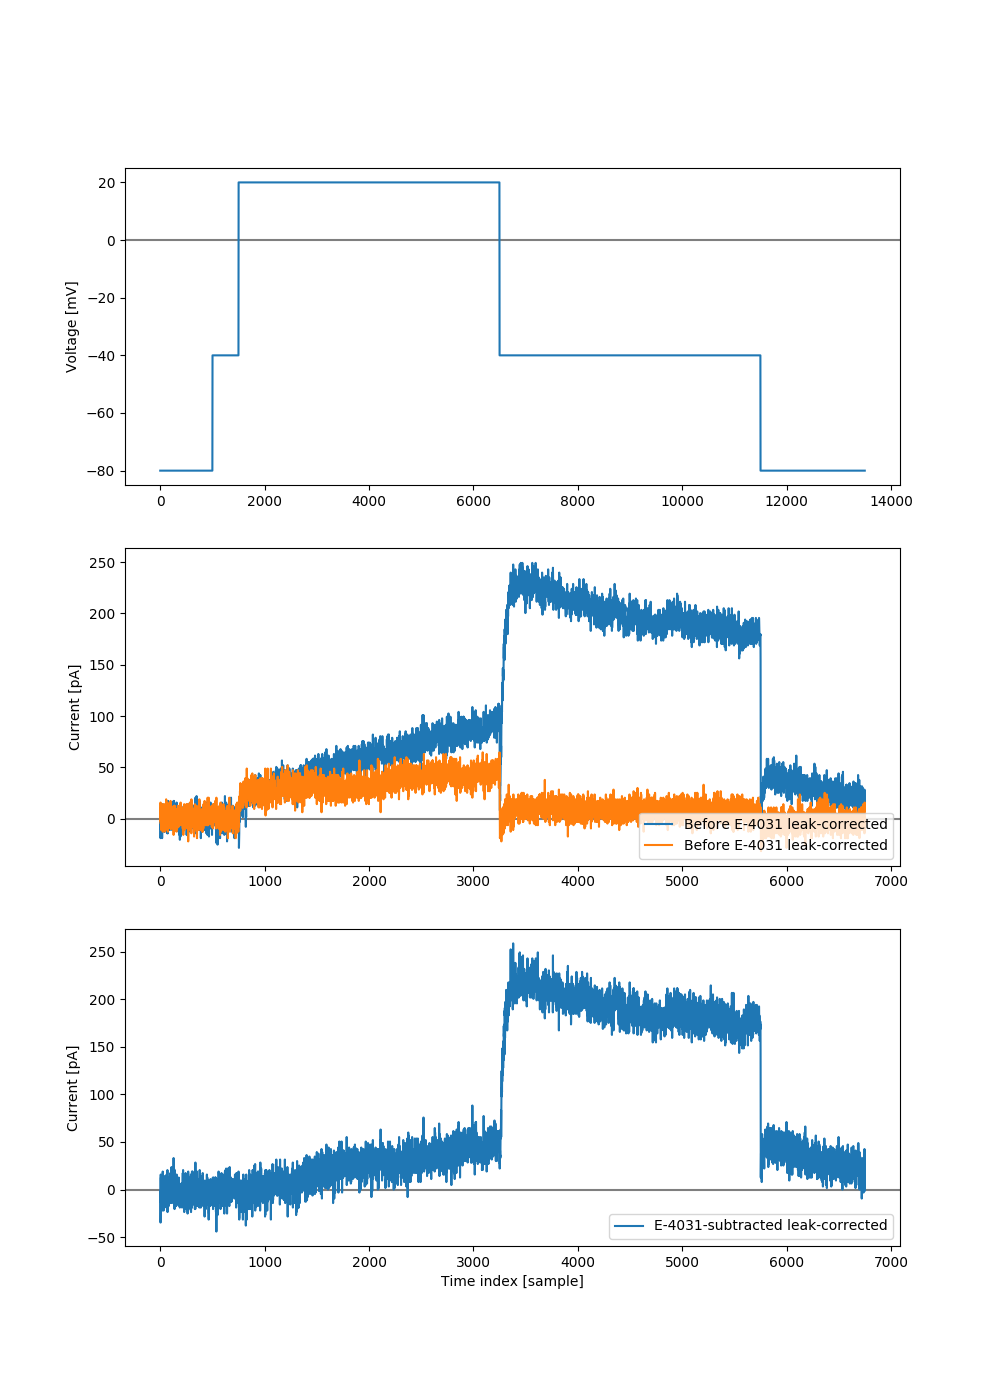 20
0
−20
−40
−60
−80
Voltage [mV]
0 2000 4000 6000 8000 10000 12000 14000
250
200
150
100
50
0
Current [pA]
Before E-4031 leak-corrected
Before E-4031 leak-corrected
0 1000 2000 3000 4000 5000 6000 7000
250
200
150
100
50
0
−50
Current [pA]
E-4031-subtracted leak-corrected
0 1000 2000 3000 4000 5000 6000 7000
Time index [sample]